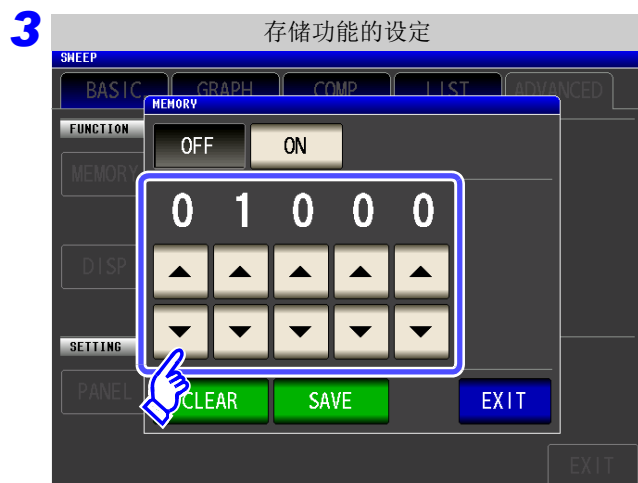 3
存储功能的设定
SWEEP
BASIC GRAPH COMP LIST ADVANCED
MEMORY
FUNCTION
OFF ON
MEMORY
0 1 0 0 0
DISP
SETTING
PANEL
CLEAR SAVE EXIT
EXIT